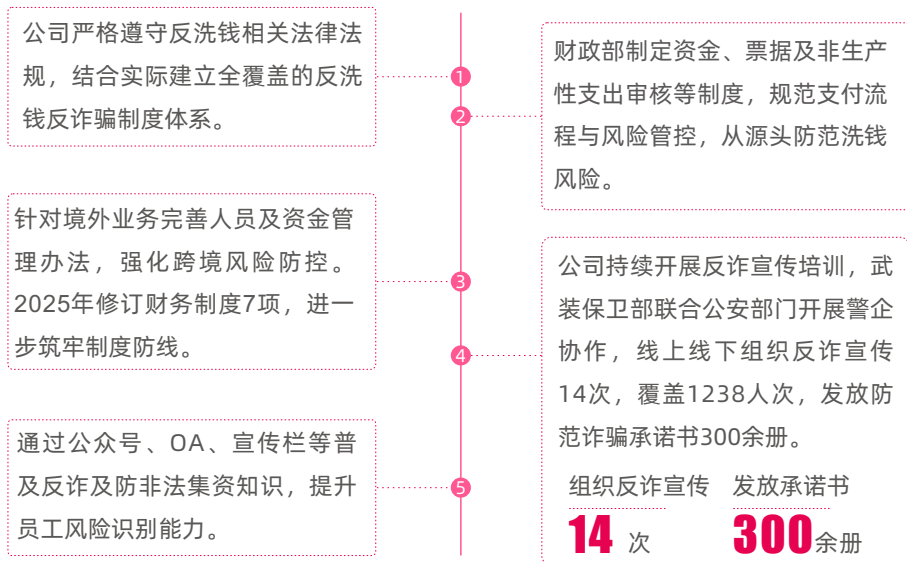 公司严格遵守反洗钱相关法律法
规，结合实际建立全覆盖的反洗
钱反诈骗制度体系。
1
2
财政部制定资金、票据及非生产
性支出审核等制度，规范支付流
程与风险管控，从源头防范洗钱
风险。
针对境外业务完善人员及资金管
理办法，强化跨境风险防控。
2025年修订财务制度7项，进一
步筑牢制度防线。
3
4
公司持续开展反诈宣传培训，武
装保卫部联合公安部门开展警企
协作，线上线下组织反诈宣传
14次，覆盖1238人次，发放防
范诈骗承诺书300余册。
组织反诈宣传 发放承诺书
14 次 300余册
通过公众号、OA、宣传栏等普
及反诈及防非法集资知识，提升
员工风险识别能力。
5